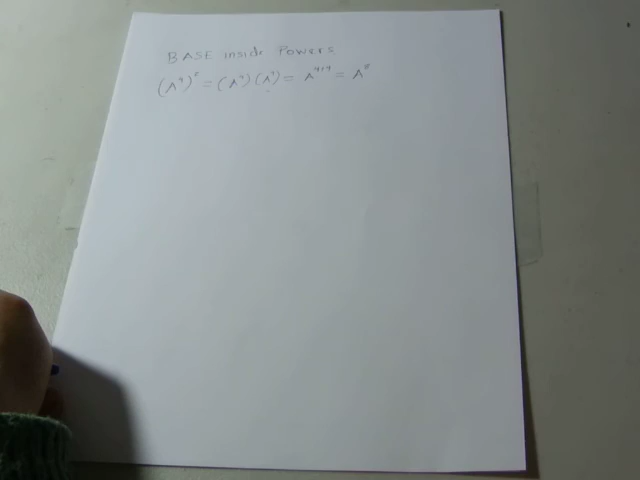 BASE inside Powers
(A⁴)² = (A⁴)(A⁴) = A⁴⁺⁴ = A⁸